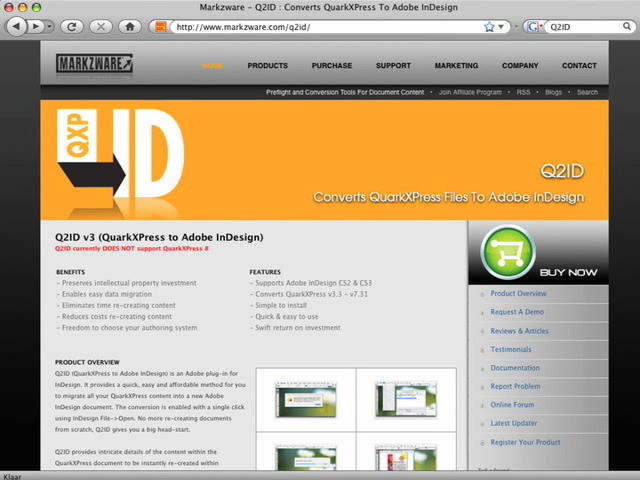 Markzware - Q2ID : Converts QuarkXPress To Adobe InDesign
http://www.markzware.com/q2id/
Q2ID
MARKZWARE
HOME PRODUCTS PURCHASE SUPPORT MARKETING COMPANY CONTACT
Preflight and Conversion Tools For Document Content • Join Affiliate Program • RSS • Blogs • Search
QXP
ID
Q2ID
Converts QuarkXPress Files To Adobe InDesign
Q2ID v3 (QuarkXPress to Adobe InDesign)
Q2ID currently DOES NOT support QuarkXPress 8
BENEFITS
- Preserves intellectual property investment
- Enables easy data migration
- Eliminates time re-creating content
- Reduces costs re-creating content
- Freedom to choose your authoring system
FEATURES
- Supports Adobe InDesign CS2 & CS3
- Converts QuarkXPress v3.3 - v7.31
- Simple to install
- Quick & easy to use
- Swift return on investment
PRODUCT OVERVIEW
Q2ID (QuarkXPress to Adobe InDesign) is an Adobe plug-in for
InDesign. It provides a quick, easy and affordable method for you
to migrate all your QuarkXPress content into a new Adobe
InDesign document. The conversion is enabled with a single click
using InDesign File->Open. No more re-creating documents
from scratch, Q2ID gives you a big head-start.
Q2ID provides intricate details of the content within the
QuarkXPress document to be instantly re-created within
BUY NOW
Product Overview
Request A Demo
Reviews & Articles
Testimonials
Documentation
Report Problem
Online Forum
Latest Updater
Register Your Product
Klaar